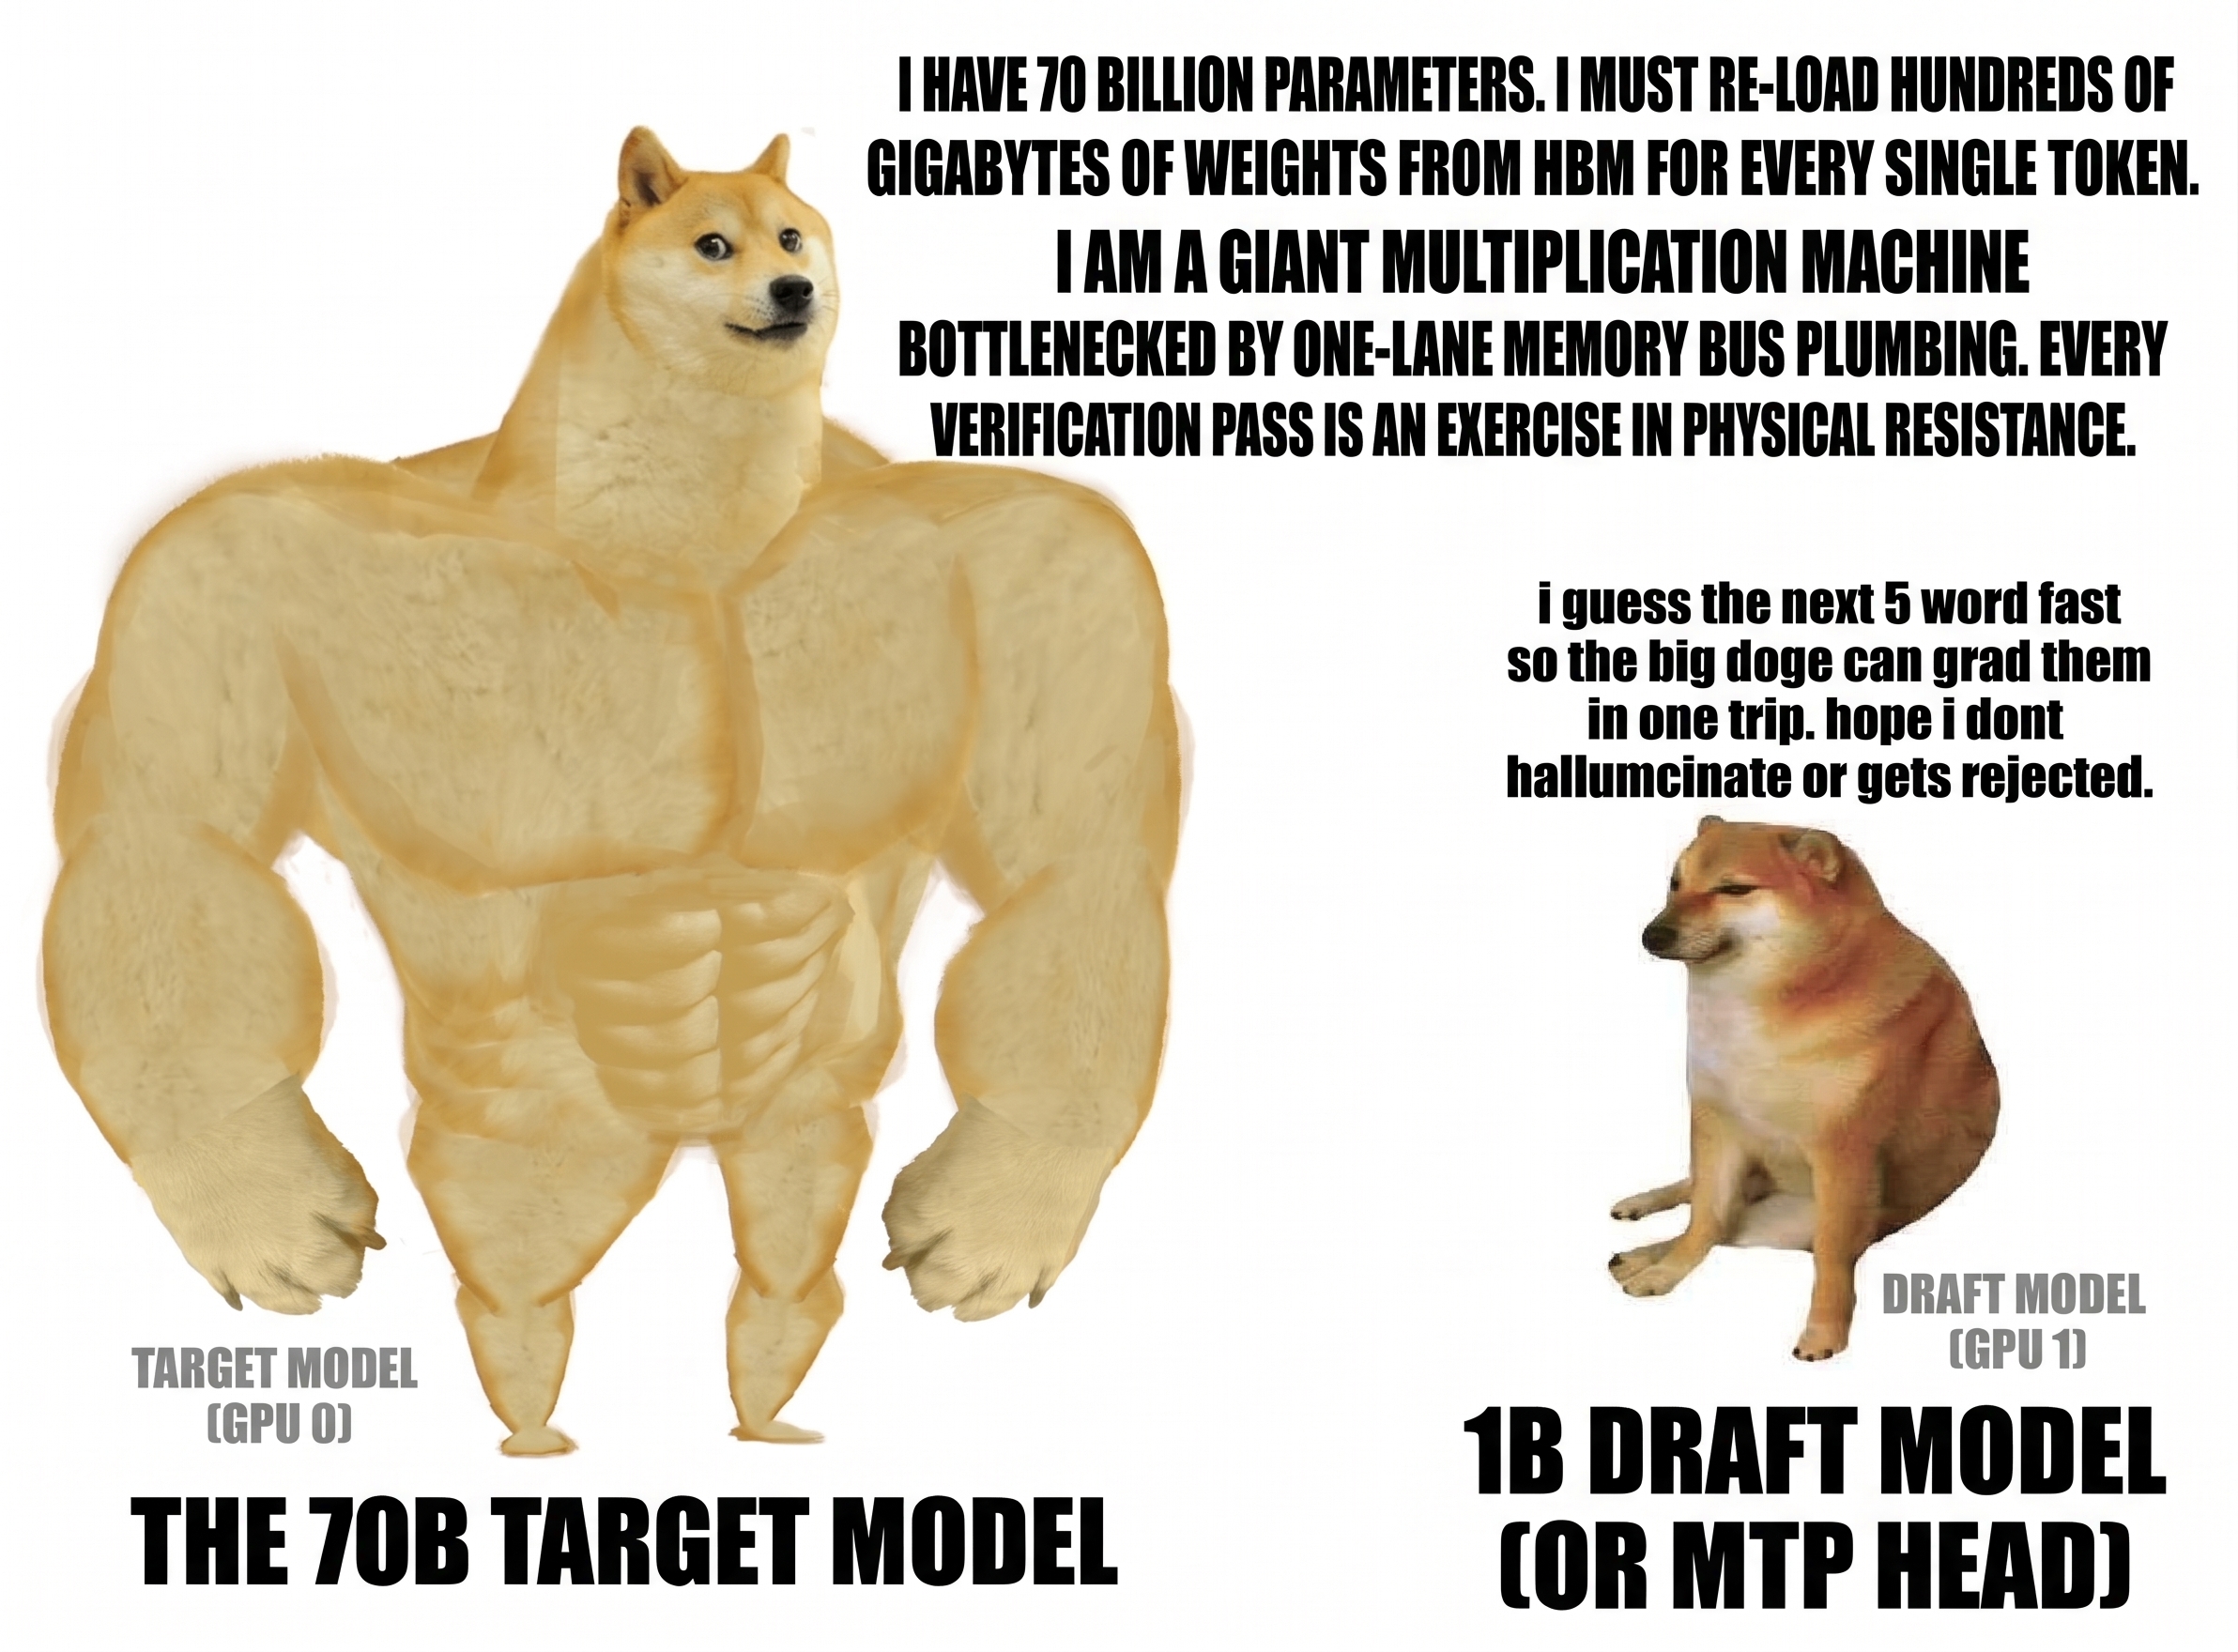 I HAVE 70 BILLION PARAMETERS. I MUST RE-LOAD HUNDREDS OF
GIGABYTES OF WEIGHTS FROM HBM FOR EVERY SINGLE TOKEN.
I AM A GIANT MULTIPLICATION MACHINE
BOTTLENECKED BY ONE-LANE MEMORY BUS PLUMBING. EVERY
VERIFICATION PASS IS AN EXERCISE IN PHYSICAL RESISTANCE.
i guess the next 5 word fast
so the big doge can grad them
in one trip. hope i dont
hallumcinate or gets rejected.
TARGET MODEL
(GPU 0)
THE 70B TARGET MODEL
DRAFT MODEL
(GPU 1)
1B DRAFT MODEL
(OR MTP HEAD)